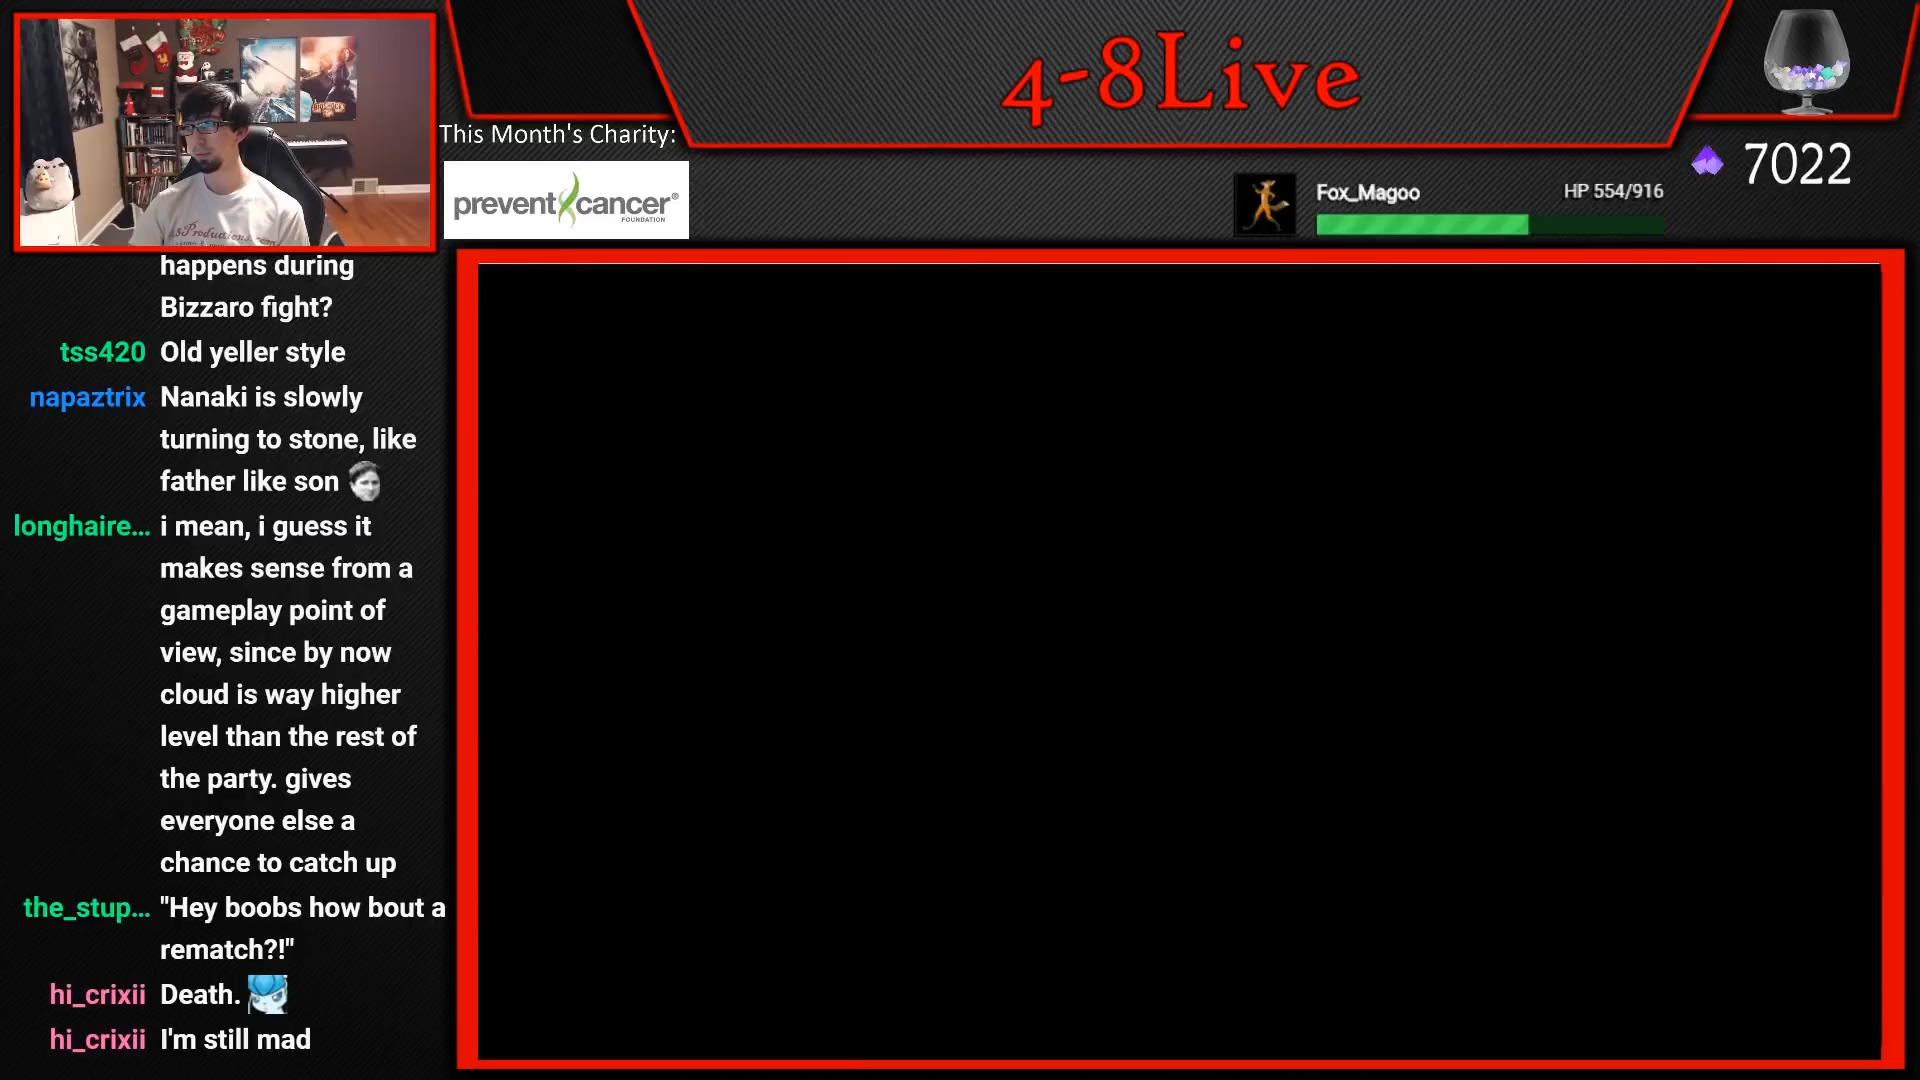 4-8Live
This Month's Charity:
prevent cancer®
FOUNDATION
Fox_Magoo
HP 554/916
7022
happens during
Bizzaro fight?
tss420 Old yeller style
napaztrix Nanaki is slowly
turning to stone, like
father like son
longhaire... i mean, i guess it
makes sense from a
gameplay point of
view, since by now
cloud is way higher
level than the rest of
the party. gives
everyone else a
chance to catch up
the_stup... "Hey boobs how bout a
rematch?!"
hi_crixii Death.
hi_crixii I'm still mad